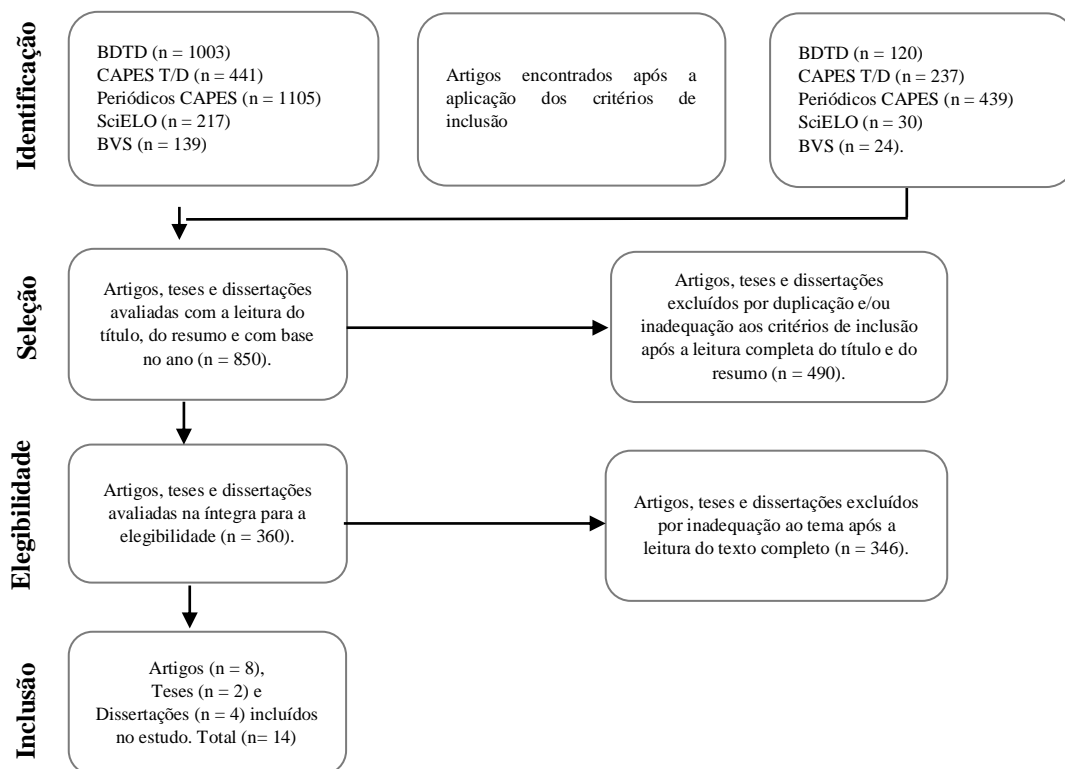 Identificação
BDTD (n = 1003)
CAPES T/D (n = 441)
Periódicos CAPES (n = 1105)
SciELO (n = 217)
BVS (n = 139)
Artigos encontrados após a
aplicação dos critérios de
inclusão
BDTD (n = 120)
CAPES T/D (n = 237)
Periódicos CAPES (n = 439)
SciELO (n = 30)
BVS (n = 24).
Seleção
Artigos, teses e dissertações
avaliadas com a leitura do
título, do resumo e com base
no ano (n = 850).
Artigos, teses e dissertações
excluídos por duplicação e/ou
inadequação aos critérios de inclusão
após a leitura completa do título e do
resumo (n = 490).
Elegibilidade
Artigos, teses e dissertações
avaliadas na íntegra para a
elegibilidade (n = 360).
Artigos, teses e dissertações excluídos
por inadequação ao tema após a
leitura do texto completo (n = 346).
Inclusão
Artigos (n = 8),
Teses (n = 2) e
Dissertações (n = 4) incluídos
no estudo. Total (n= 14)